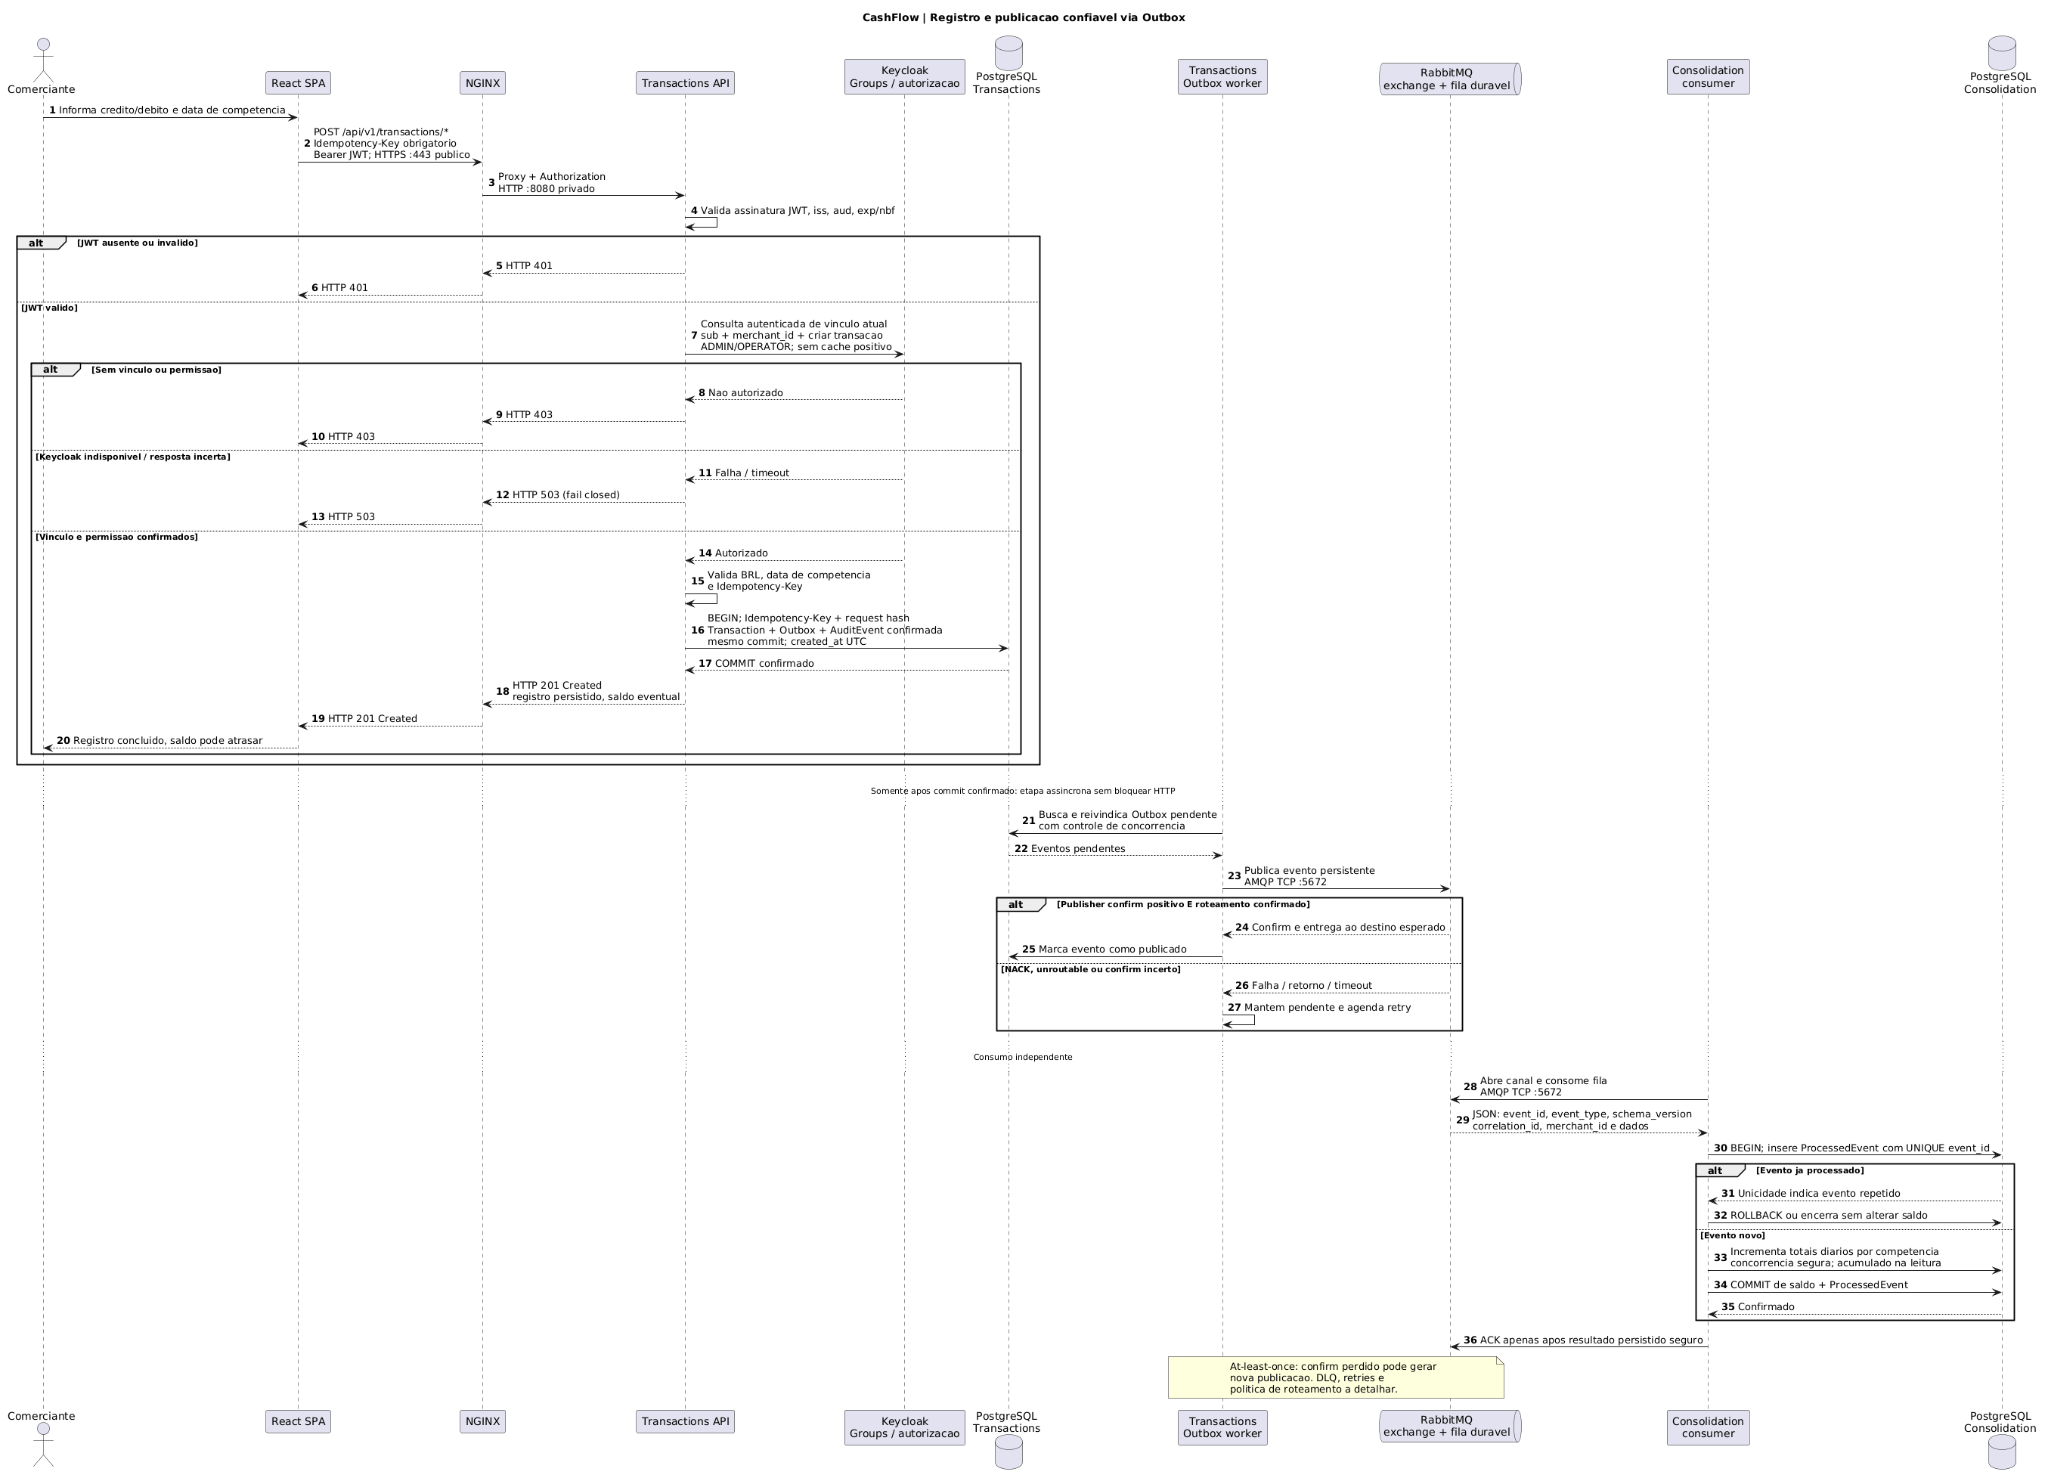 CashFlow | Registro e publicacao confiavel via Outbox
Comerciante
React SPA
NGINX
Transactions API
Keycloak
Groups / autorizacao
PostgreSQL
Transactions
Transactions
Outbox worker
RabbitMQ
exchange + fila duravel
Consolidation
consumer
PostgreSQL
Consolidation
1 Informa credito/debito e data de competencia
POST /api/v1/transactions/*
2 Idempotency-Key obrigatorio
Bearer JWT; HTTPS :443 publico
3 Proxy + Authorization
HTTP :8080 privado
4 Valida assinatura JWT, iss, aud, exp/nbf
alt [JWT ausente ou invalido]
5 HTTP 401
6 HTTP 401
[JWT valido]
Consulta autenticada de vinculo atual
7 sub + merchant_id + criar transacao
ADMIN/OPERATOR; sem cache positivo
alt [Sem vinculo ou permissao]
8 Nao autorizado
9 HTTP 403
10 HTTP 403
[Keycloak indisponivel / resposta incerta]
11 Falha / timeout
12 HTTP 503 (fail closed)
13 HTTP 503
[Vinculo e permissao confirmados]
14 Autorizado
15 Valida BRL, data de competencia
e Idempotency-Key
BEGIN; Idempotency-Key + request hash
16 Transaction + Outbox + AuditEvent confirmada
mesmo commit; created_at UTC
17 COMMIT confirmado
18 HTTP 201 Created
registro persistido, saldo eventual
19 HTTP 201 Created
20 Registro concluido, saldo pode atrasar
Somente apos commit confirmado: etapa assincrona sem bloquear HTTP
21 Busca e reivindica Outbox pendente
com controle de concorrencia
22 Eventos pendentes
23 Publica evento persistente
AMQP TCP :5672
alt [Publisher confirm positivo E roteamento confirmado]
24 Confirm e entrega ao destino esperado
25 Marca evento como publicado
[NACK, unroutable ou confirm incerto]
26 Falha / retorno / timeout
27 Mantem pendente e agenda retry
Consumo independente
28 Abre canal e consome fila
AMQP TCP :5672
29 JSON: event_id, event_type, schema_version
correlation_id, merchant_id e dados
30 BEGIN; insere ProcessedEvent com UNIQUE event_id
alt [Evento ja processado]
31 Unicidade indica evento repetido
32 ROLLBACK ou encerra sem alterar saldo
[Evento novo]
33 Incrementa totais diarios por competencia
concorrencia segura; acumulado na leitura
34 COMMIT de saldo + ProcessedEvent
35 Confirmado
36 ACK apenas apos resultado persistido seguro
At-least-once: confirm perdido pode gerar
nova publicacao. DLQ, retries e
politica de roteamento a detalhar.
Comerciante
React SPA
NGINX
Transactions API
Keycloak
Groups / autorizacao
PostgreSQL
Transactions
Transactions
Outbox worker
RabbitMQ
exchange + fila duravel
Consolidation
consumer
PostgreSQL
Consolidation